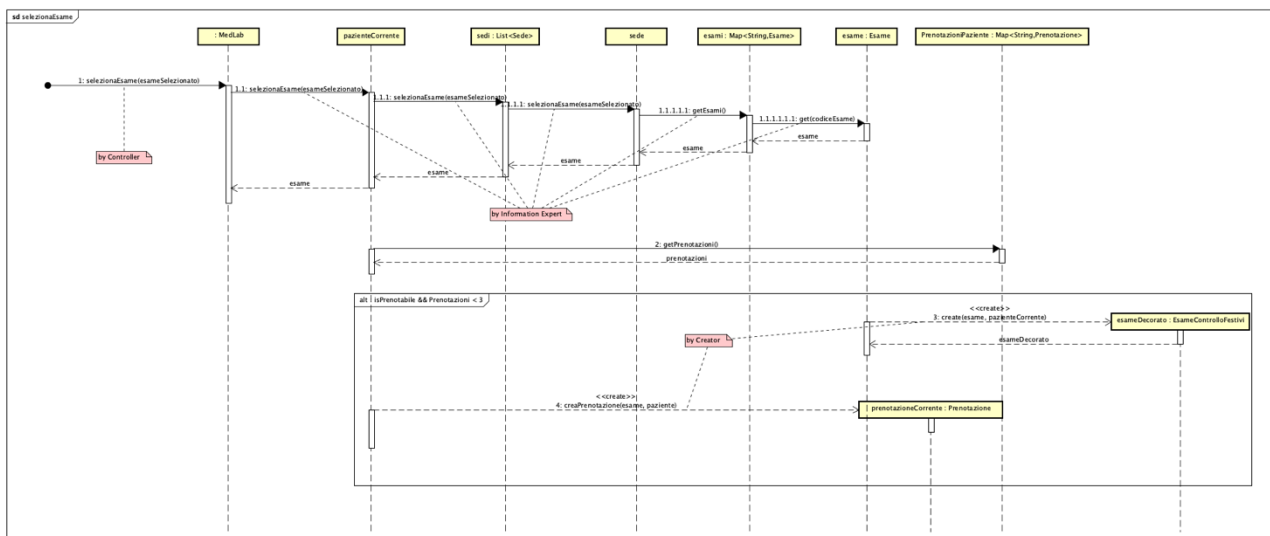 sd selezionaEsame
: MedLab
pazienteCorrente
sedi : List<Sede>
sede
esami : Map<String,Esame>
esame : Esame
PrenotazioniPaziente : Map<String,Prenotazione>
1: selezionaEsame(esameSelezionato)
1.1: selezionaEsame(esameSelezionato)
1.1.1: selezionaEsame(esameSelezionato)
1.1.1.1: selezionaEsame(esameSelezionato)
1.1.1.1.1: getEsami()
1.1.1.1.1.1: get(codiceEsame)
esame
esame
esame
esame
esame
by Controller
by Information Expert
2: getPrenotazioni()
prenotazioni
alt isPrenotabile && Prenotazioni < 3
<<create>>
3: create(esame, pazienteCorrente)
esameDecorato : EsameControlloFestivi
by Creator
esameDecorato
<<create>>
4: creaPrenotazione(esame, paziente)
prenotazioneCorrente : Prenotazione